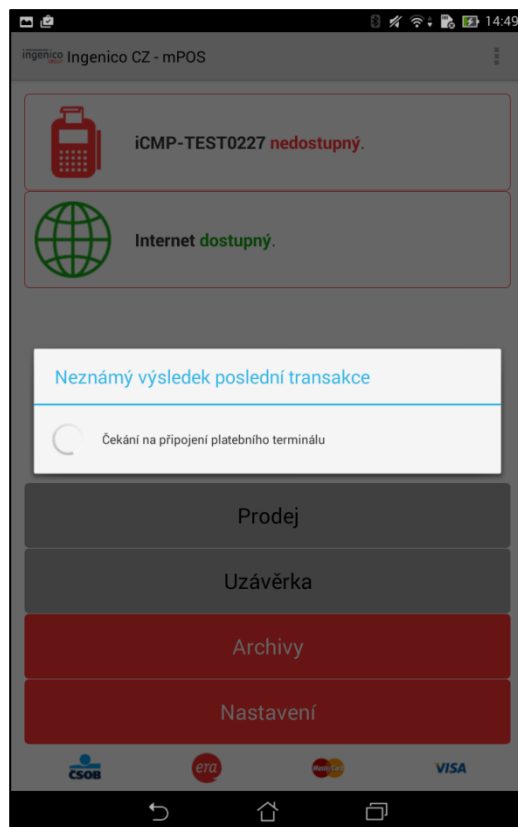 14:49
ingenico
GROUP
Ingenico CZ - mPOS
iCMP-TEST0227 nedostupný.
Internet dostupný.
Neznámý výsledek poslední transakce
Čekání na připojení platebního terminálu
Prodej
Uzávěrka
Archivy
Nastavení
ČSOB
era
MasterCard
VISA